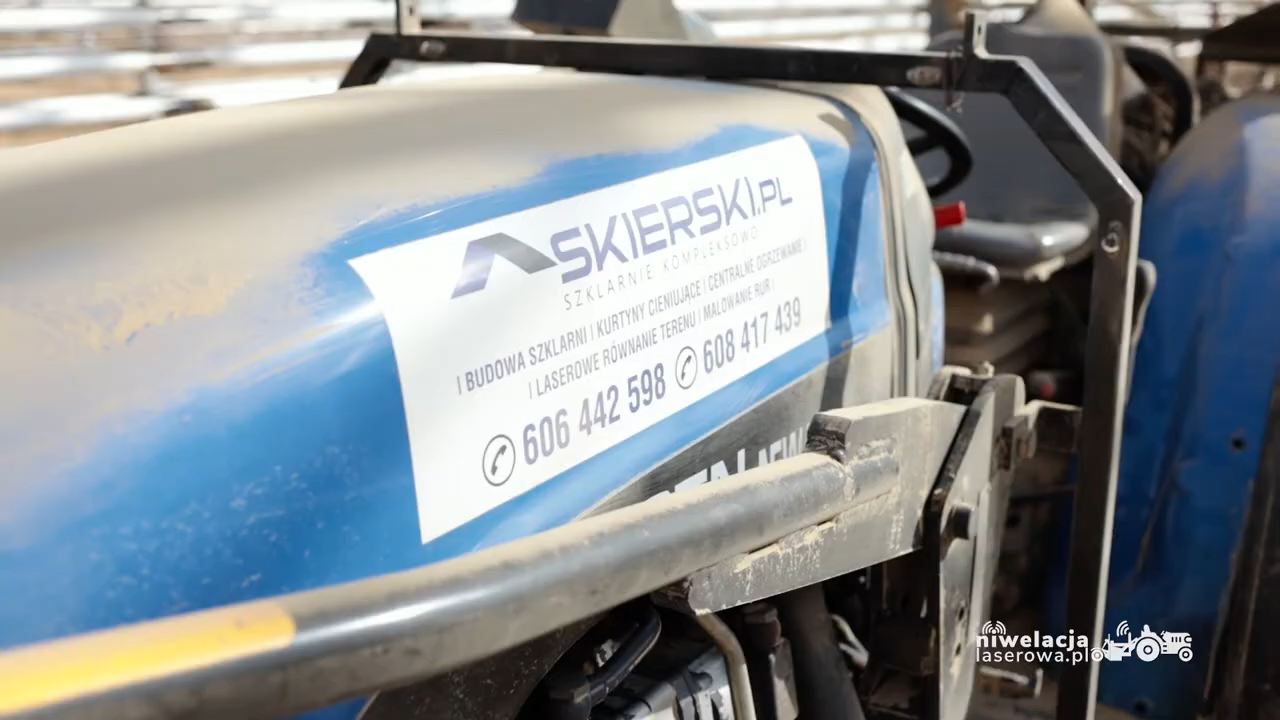 SKIERSKI.PL
SZKLARNIE KOMPLEKSOWO
| BUDOWA SZKLARNI | KURTYNY CIENIUJĄCE | CENTRALNE OGRZEWANIE |
| LASEROWE RÓWNANIE TERENU | MALOWANIE RUR |
606 442 598 608 417 439
niwelacja
laserowa.pl